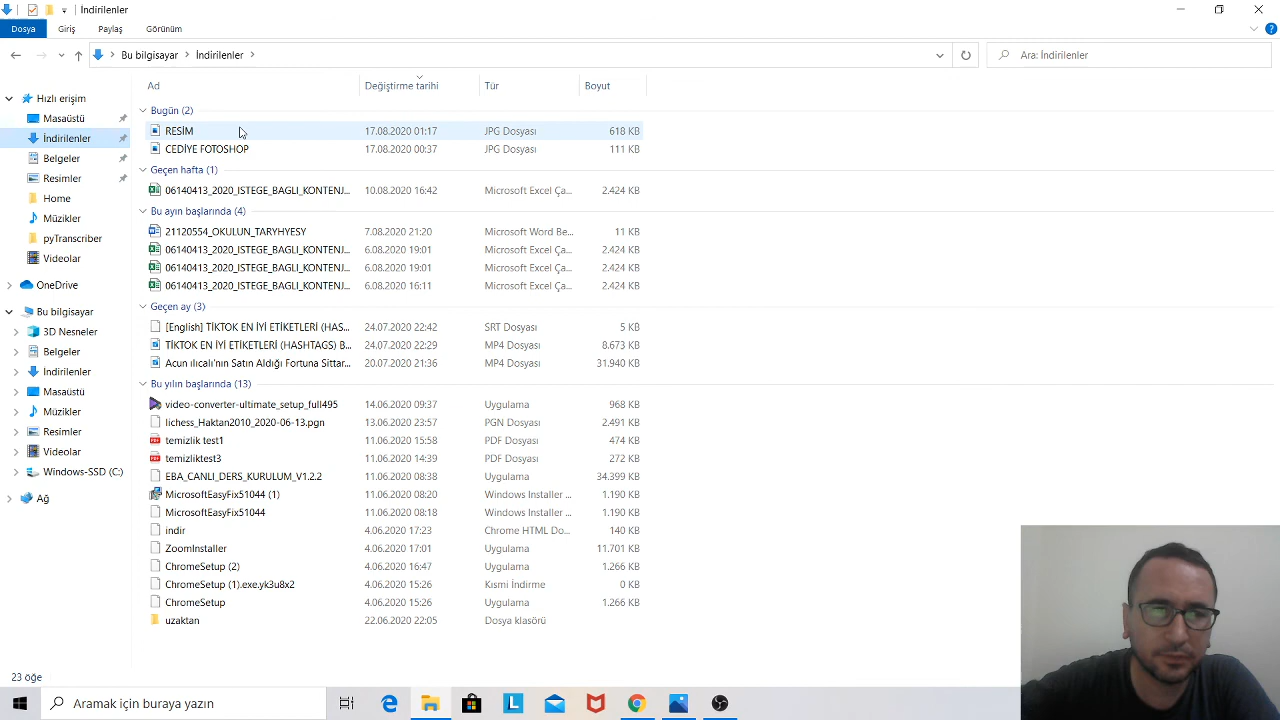 İndirilenler
Dosya Giriş Paylaş Görünüm
Bu bilgisayar İndirilenler
Ara: İndirilenler
Ad Değiştirme tarihi Tür Boyut
Hızlı erişim
Masaüstü
İndirilenler
Belgeler
Resimler
Home
Müzikler
pyTranscriber
Videolar
OneDrive
Bu bilgisayar
3D Nesneler
Belgeler
İndirilenler
Masaüstü
Müzikler
Resimler
Videolar
Windows-SSD (C:)
Ağ
Bugün (2)
RESİM 17.08.2020 01:17 JPG Dosyası 618 KB
CEDİYE FOTOSHOP 17.08.2020 00:37 JPG Dosyası 111 KB
Geçen hafta (1)
06140413_2020_ISTEGE_BAGLI_KONTENJ... 10.08.2020 16:42 Microsoft Excel Ça... 2.424 KB
Bu ayın başlarında (4)
21120554_OKULUN_TARYHYESY 7.08.2020 21:20 Microsoft Word Be... 11 KB
06140413_2020_ISTEGE_BAGLI_KONTENJ... 6.08.2020 19:01 Microsoft Excel Ça... 2.424 KB
06140413_2020_ISTEGE_BAGLI_KONTENJ... 6.08.2020 19:01 Microsoft Excel Ça... 2.424 KB
06140413_2020_ISTEGE_BAGLI_KONTENJ... 6.08.2020 16:11 Microsoft Excel Ça... 2.424 KB
Geçen ay (3)
[English] TİKTOK EN İYİ ETİKETLERİ (HAS... 24.07.2020 22:42 SRT Dosyası 5 KB
TİKTOK EN İYİ ETİKETLERİ (HASHTAGS) B... 24.07.2020 22:29 MP4 Dosyası 8.673 KB
Acun ılıcalı'nın Satın Aldığı Fortuna Sittar... 20.07.2020 21:36 MP4 Dosyası 31.940 KB
Bu yılın başlarında (13)
video-converter-ultimate_setup_full495 14.06.2020 09:37 Uygulama 968 KB
lichess_Haktan2010_2020-06-13.pgn 13.06.2020 23:57 PGN Dosyası 2.491 KB
temizlik test1 11.06.2020 15:58 PDF Dosyası 474 KB
temizliktest3 11.06.2020 14:39 PDF Dosyası 272 KB
EBA_CANLI_DERS_KURULUM_V1.2.2 11.06.2020 08:38 Uygulama 34.399 KB
MicrosoftEasyFix51044 (1) 11.06.2020 08:20 Windows Installer ... 1.190 KB
MicrosoftEasyFix51044 11.06.2020 08:18 Windows Installer ... 1.190 KB
indir 4.06.2020 17:23 Chrome HTML Do... 140 KB
ZoomInstaller 4.06.2020 17:01 Uygulama 11.701 KB
ChromeSetup (2) 4.06.2020 16:47 Uygulama 1.266 KB
ChromeSetup (1).exe.yk3u8x2 4.06.2020 15:26 Kısmi İndirme 0 KB
ChromeSetup 4.06.2020 15:26 Uygulama 1.266 KB
uzaktan 22.06.2020 22:05 Dosya klasörü
23 öğe
Aramak için buraya yazın